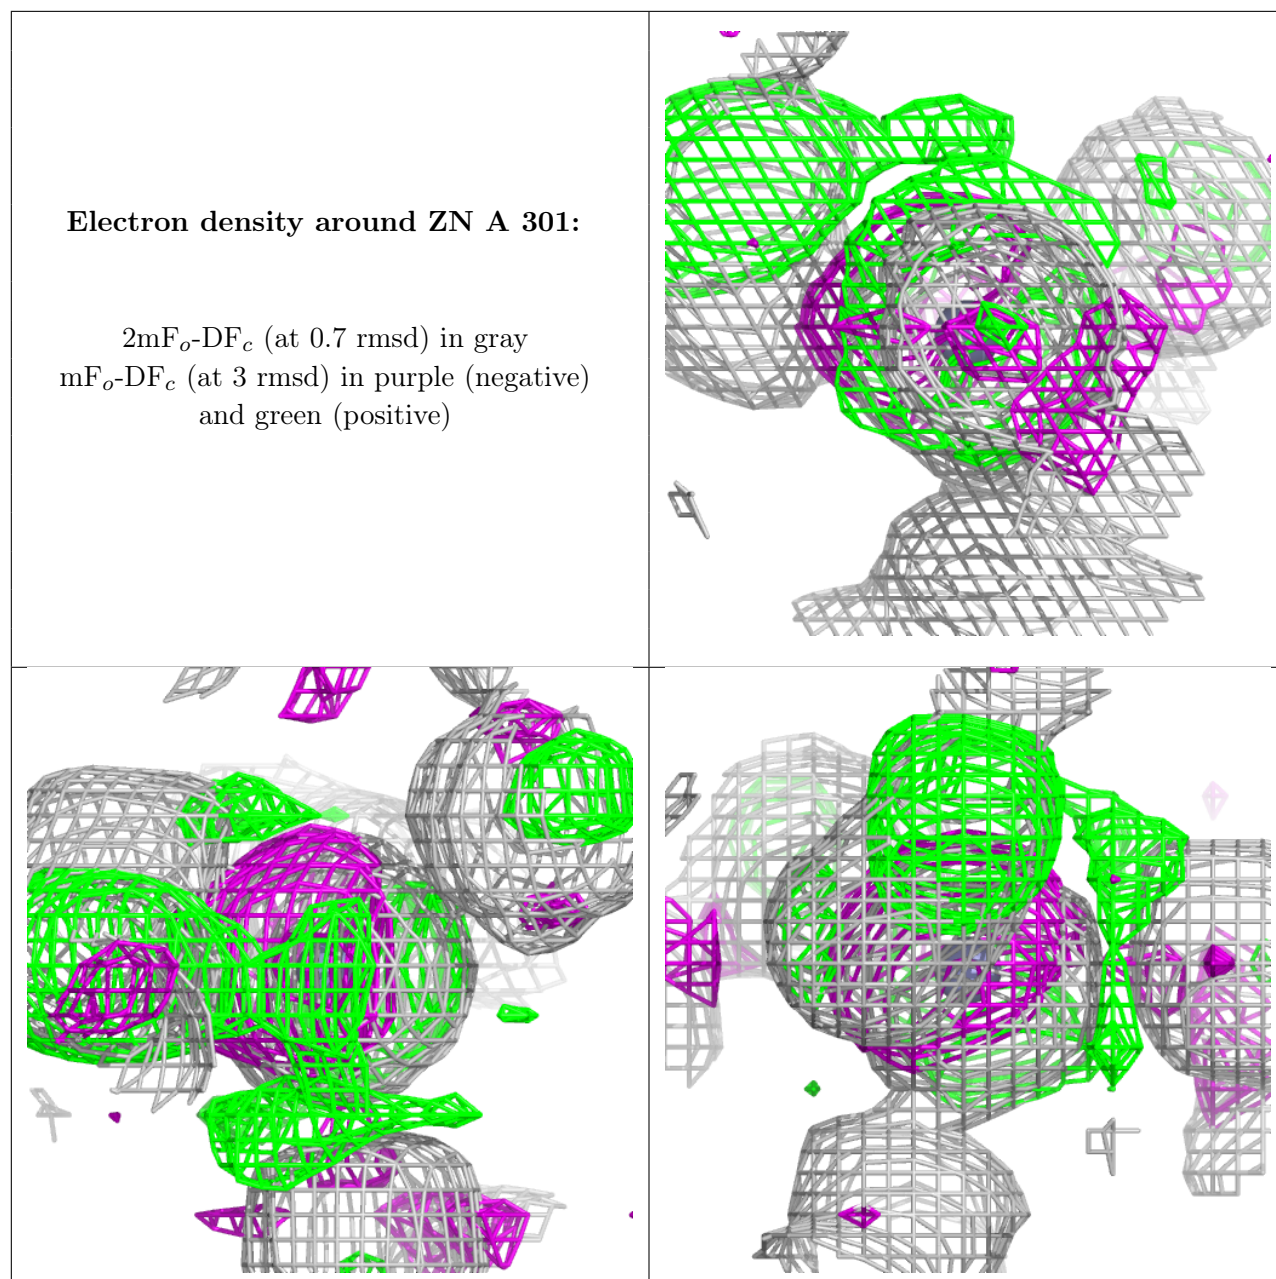 Electron density around ZN A 301:
2mFo-DFc (at 0.7 rmsd) in gray
mFo-DFc (at 3 rmsd) in purple (negative)
and green (positive)